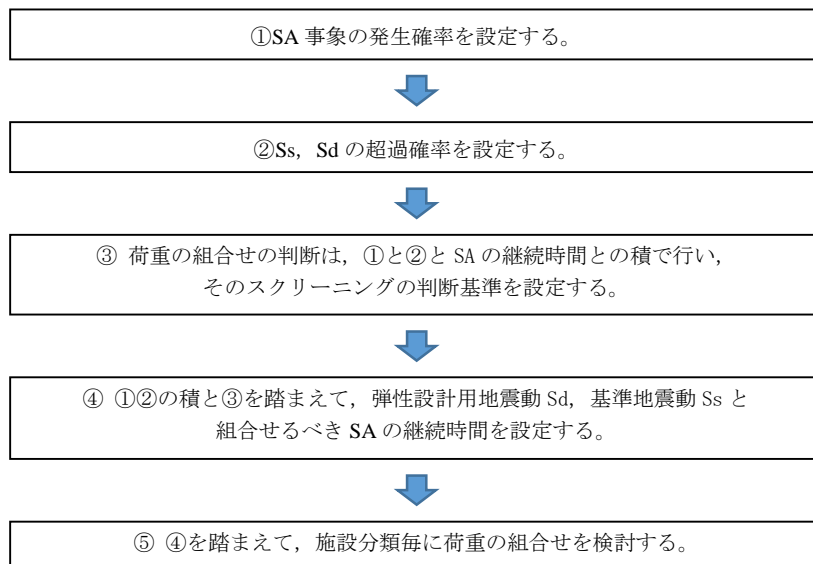 ①SA 事象の発生確率を設定する。
②Ss，Sd の超過確率を設定する。
③ 荷重の組合せの判断は，①と②と SA の継続時間との積で行い，
そのスクリーニングの判断基準を設定する。
④ ①②の積と③を踏まえて，弾性設計用地震動 Sd，基準地震動 Ss と
組合せるべき SA の継続時間を設定する。
⑤ ④を踏まえて，施設分類毎に荷重の組合せを検討する。